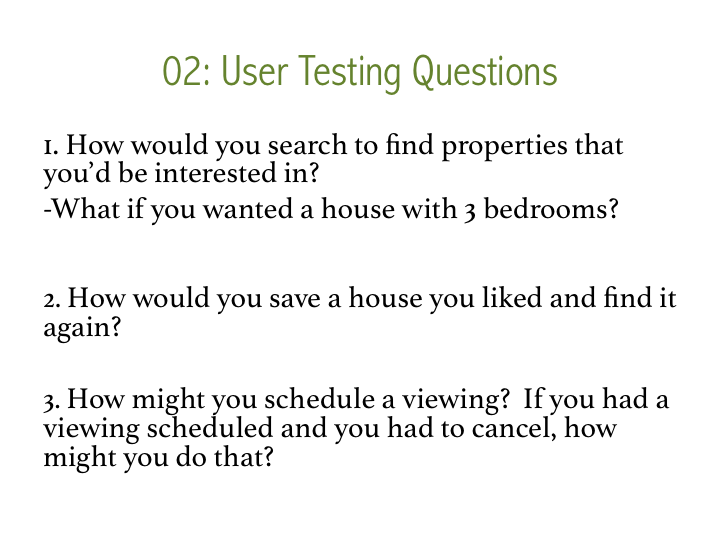 02: User Testing Questions
1. How would you search to find properties that
you’d be interested in?
-What if you wanted a house with 3 bedrooms?
2. How would you save a house you liked and find it
again?
3. How might you schedule a viewing?  If you had a
viewing scheduled and you had to cancel, how
might you do that?